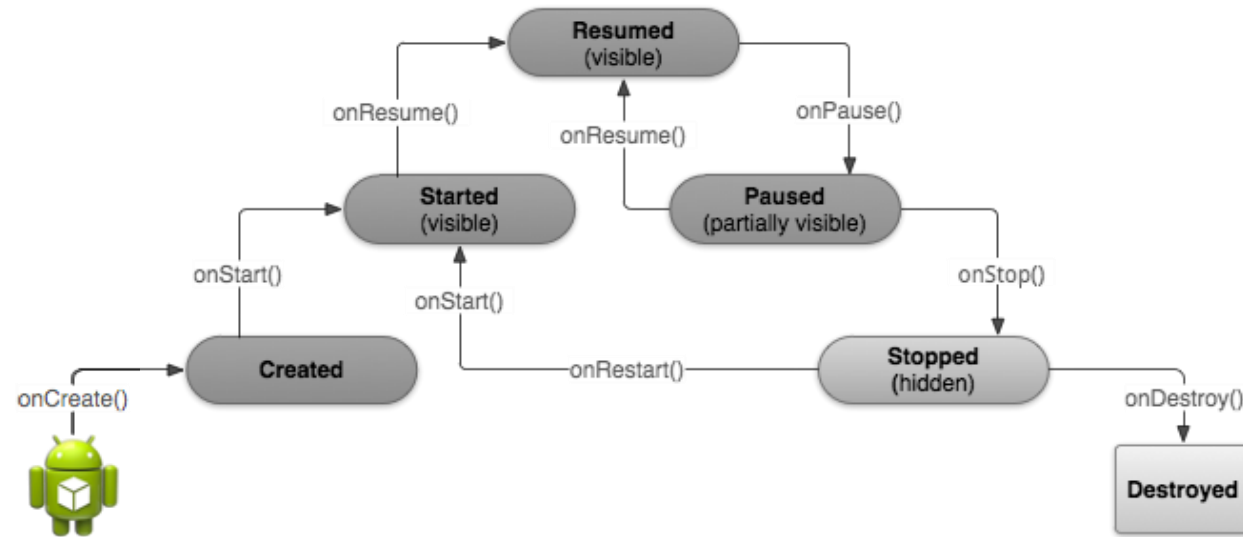 Resumed
(visible)
onResume()
onResume()
onPause()
Started
(visible)
Paused
(partially visible)
onStart()
onStart()
onStop()
Created
onRestart()
Stopped
(hidden)
onCreate()
onDestroy()
Destroyed